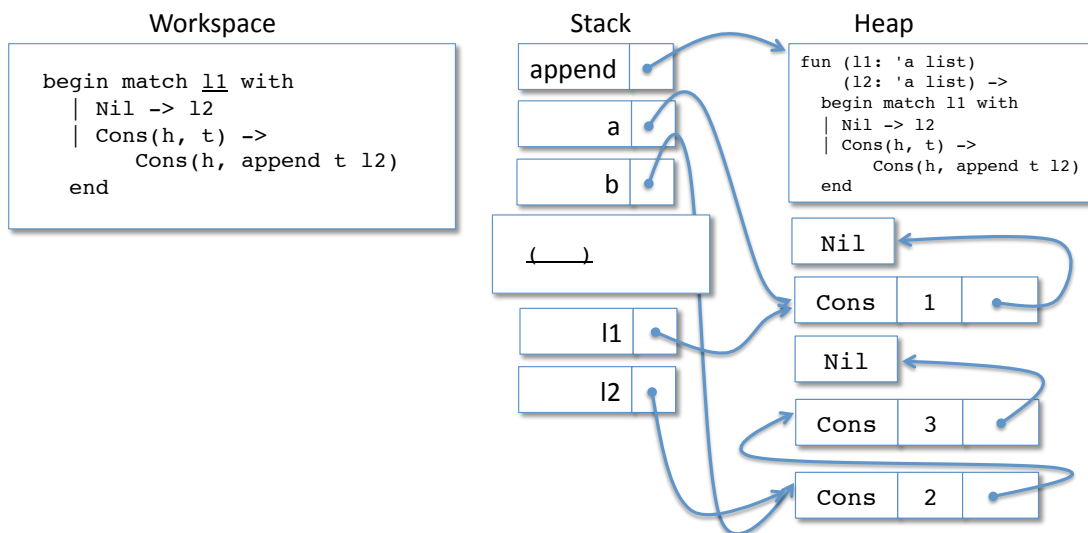 Workspace
begin match l1 with
| Nil -> l2
| Cons(h, t) ->
Cons(h, append t l2)
end
Stack
append
a
b
(    )
l1
l2
Heap
fun (l1: 'a list)
(l2: 'a list) ->
begin match l1 with
| Nil -> l2
| Cons(h, t) ->
Cons(h, append t l2)
end
Nil
Cons 1
Nil
Cons 3
Cons 2